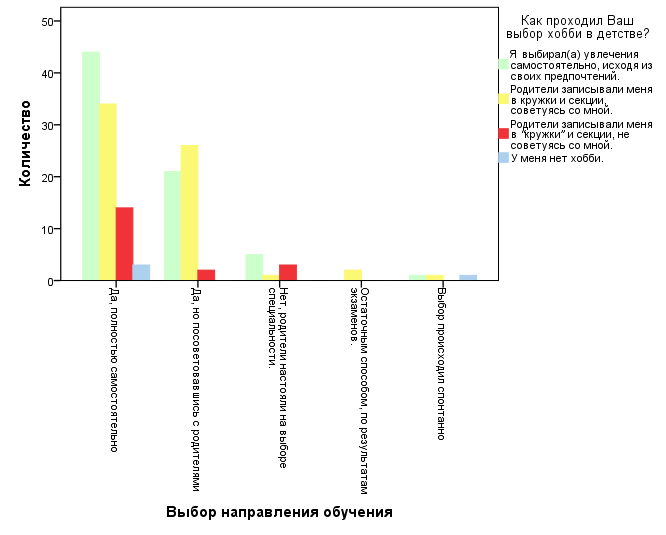 Как проходил Ваш
выбор хобби в детстве?
Я выбирал(а) увлечения
самостоятельно, исходя из
своих предпочтений.
Родители записывали меня
в кружки и секции,
советуясь со мной.
Родители записывали меня
в "кружки" и секции, не
советуясь со мной.
У меня нет хобби.
Количество
50
40
30
20
10
0
Да, полностью самостоятельно
Да, но посоветовавшись с родителями
Нет, родители настояли на выборе
специальности.
Остаточным способом, по результатам
экзаменов.
Выбор происходил спонтанно
Выбор направления обучения